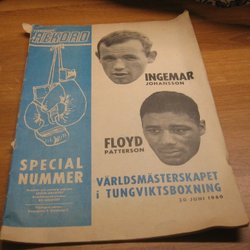 REKORD
INGEMAR
JOHANSSON
FLOYD
PATTERSON
SPECIAL
NUMMER
VÄRLDSMÄSTERSKAPET
i TUNGVIKTSBOXNING
20 JUNI 1960